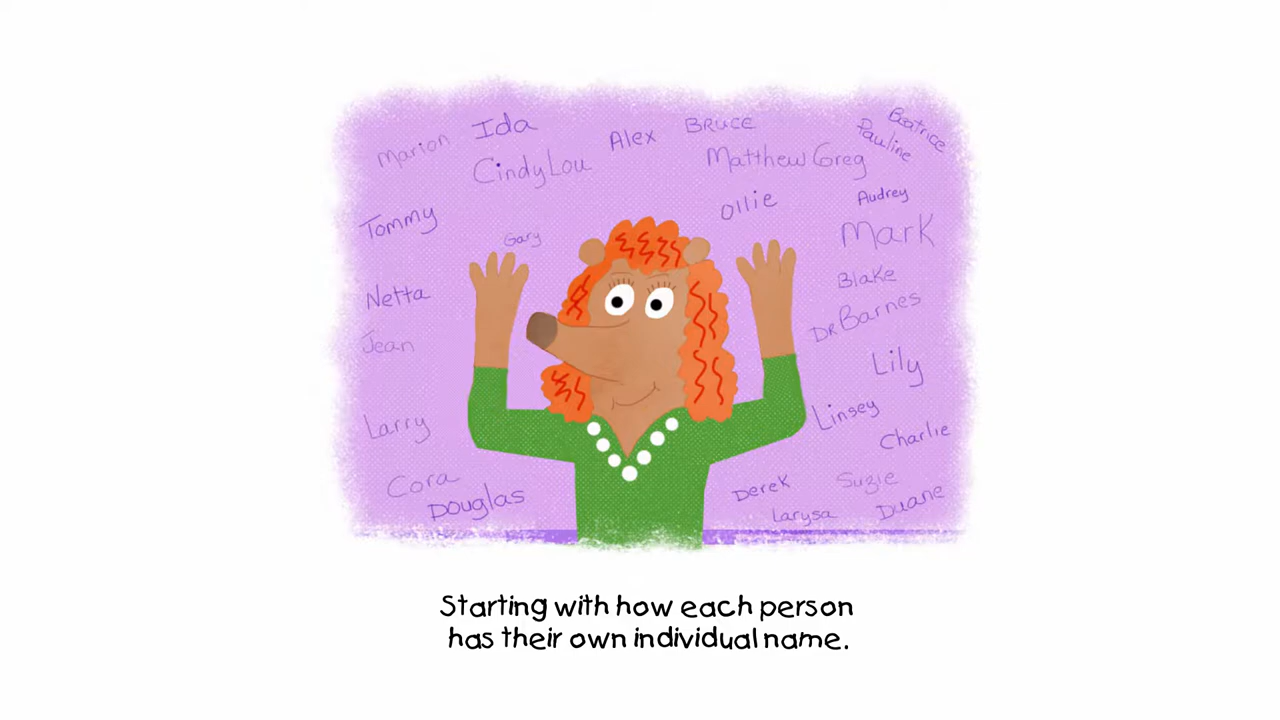 Marion
Ida
Alex
BRUCE
Beatrice
Pauline
CindyLou
Matthew
Greg
Tommy
Ollie
Audrey
Gary
Mark
Netta
Blake
Jean
DR Barnes
Lily
Larry
Linsey
Charlie
Cora
Douglas
Derek
Suzie
Larysa
Duane
Starting with how each person
has their own individual name.